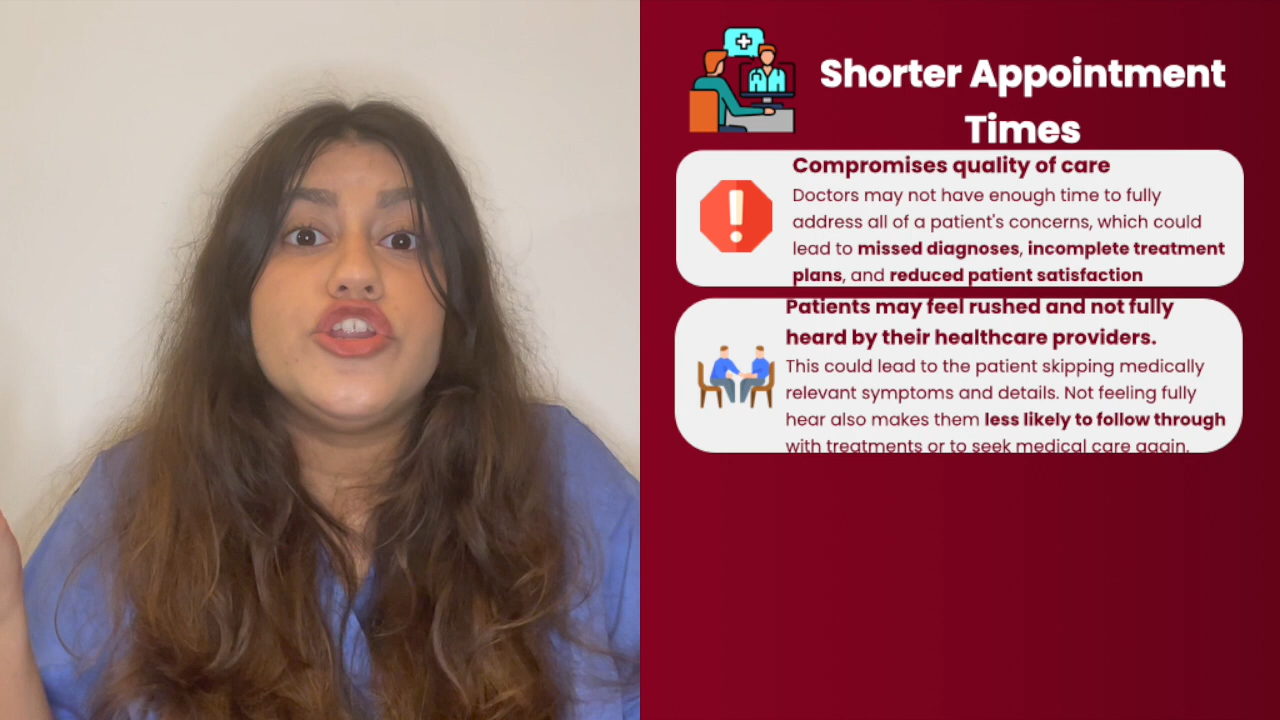 Shorter Appointment
Times
Compromises quality of care
Doctors may not have enough time to fully
address all of a patient's concerns, which could
lead to missed diagnoses, incomplete treatment
plans, and reduced patient satisfaction
Patients may feel rushed and not fully
heard by their healthcare providers.
This could lead to the patient skipping medically
relevant symptoms and details. Not feeling fully
hear also makes them less likely to follow through
with treatments or to seek medical care again.